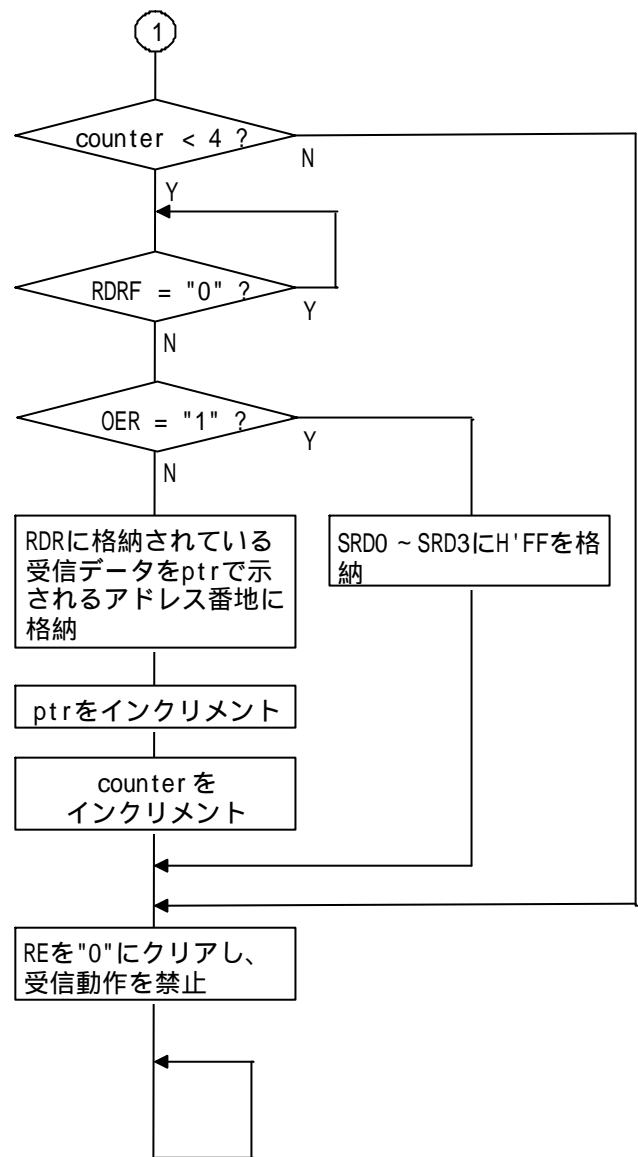 1
counter < 4 ?
N
Y
RDRF = "0" ?
Y
N
OER = "1" ?
Y
N
RDRに格納されている
受信データをptrで示
されるアドレス番地に
格納
SRD0 ~ SRD3にH'FFを格
納
ptrをインクリメント
counterを
インクリメント
REを"0"にクリアし、
受信動作を禁止